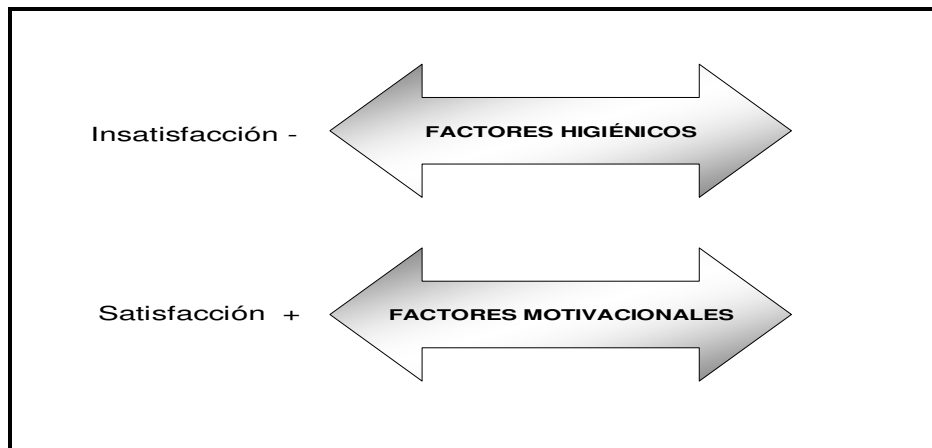 Insatisfacción - FACTORES HIGIÉNICOS
Satisfacción + FACTORES MOTIVACIONALES